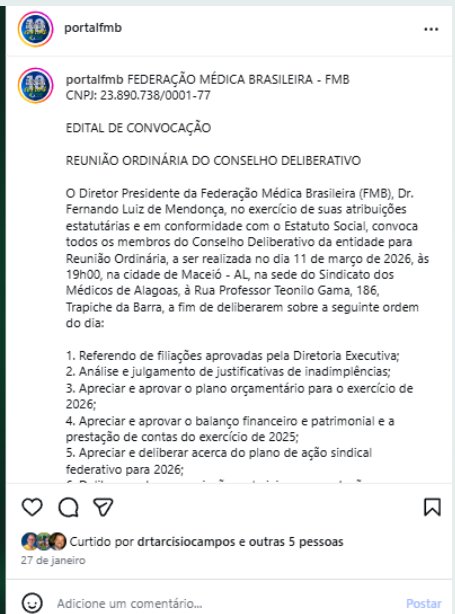 portalfmb
portalfmb FEDERAÇÃO MÉDICA BRASILEIRA - FMB
CNPJ: 23.890.738/0001-77
EDITAL DE CONVOCAÇÃO
REUNIÃO ORDINÁRIA DO CONSELHO DELIBERATIVO
O Diretor Presidente da Federação Médica Brasileira (FMB), Dr.
Fernando Luiz de Mendonça, no exercício de suas atribuições
estatutárias e em conformidade com o Estatuto Social, convoca
todos os membros do Conselho Deliberativo da entidade para
Reunião Ordinária, a ser realizada no dia 11 de março de 2026, às
19h00, na cidade de Maceió - AL, na sede do Sindicato dos
Médicos de Alagoas, à Rua Professor Teonilo Gama, 186,
Trapiche da Barra, a fim de deliberarem sobre a seguinte ordem
do dia:
1. Referendo de filiações aprovadas pela Diretoria Executiva;
2. Análise e julgamento de justificativas de inadimplências;
3. Apreciar e aprovar o plano orçamentário para o exercício de
2026;
4. Apreciar e aprovar o balanço financeiro e patrimonial e a
prestação de contas do exercício de 2025;
5. Apreciar e deliberar acerca do plano de ação sindical
federativo para 2026;
Curtido por drtarcisiocampos e outras 5 pessoas
27 de janeiro
Adicione um comentário... Postar